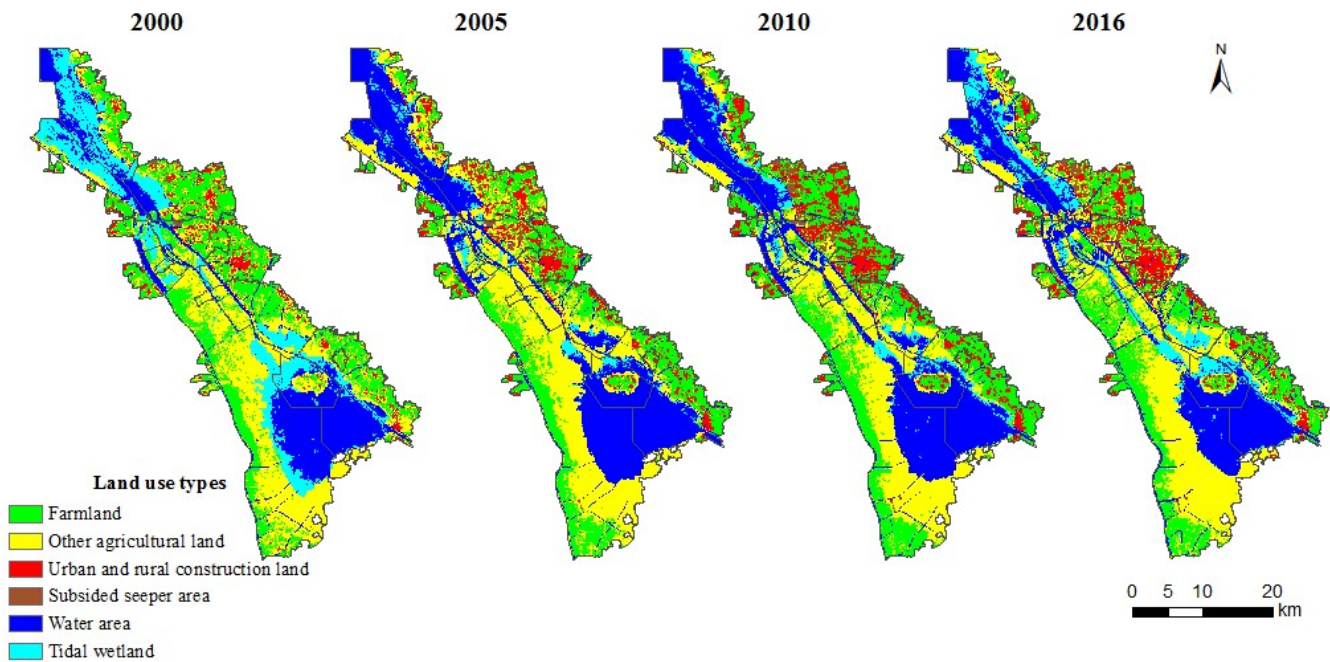 2000 2005 2010 2016
N
Land use types
Farmland
Other agricultural land
Urban and rural construction land
Subsided seeper area
Water area
Tidal wetland
0 5 10 20
km